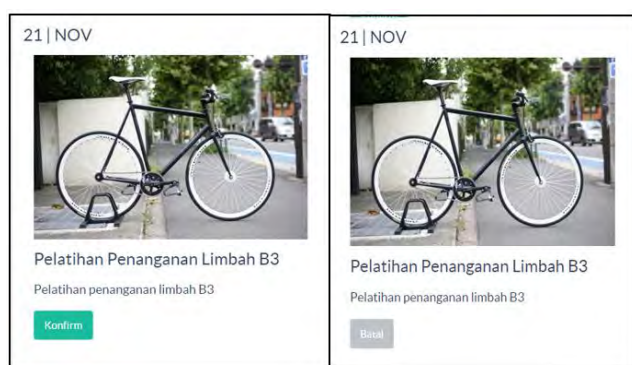 21 | NOV
Pelatihan Penanganan Limbah B3
Pelatihan penanganan limbah B3
Konfirm
21 | NOV
Pelatihan Penanganan Limbah B3
Pelatihan penanganan limbah B3
Batal